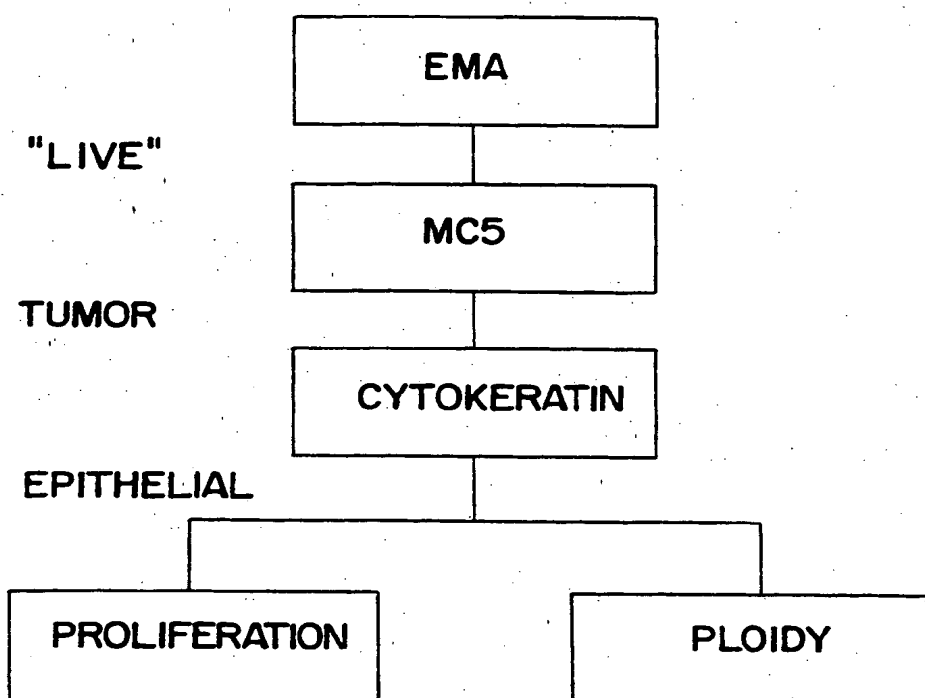 EMA
"LIVE"
MC5
TUMOR
CYTOKERATIN
EPITHELIAL
PROLIFERATION
PLOIDY